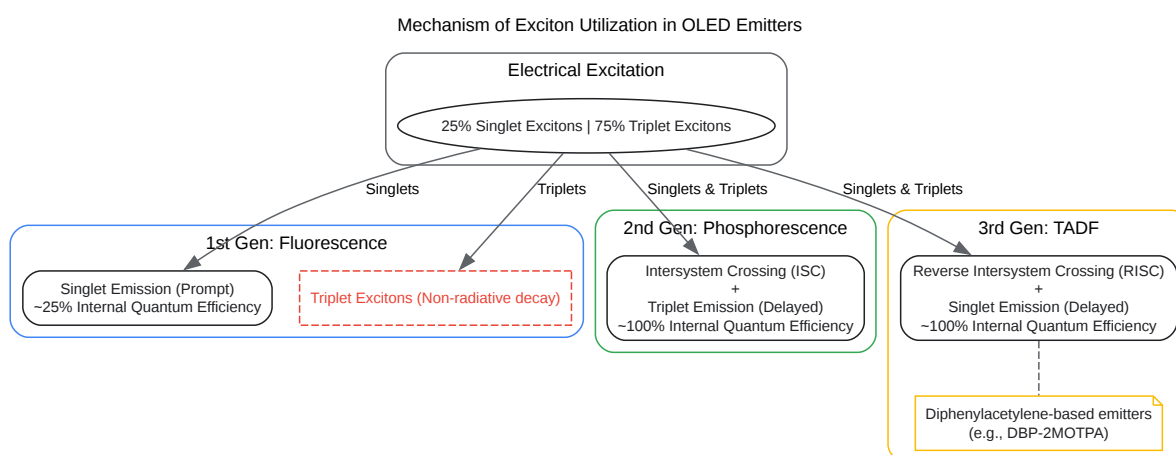 Mechanism of Exciton Utilization in OLED Emitters
Electrical Excitation
25% Singlet Excitons | 75% Triplet Excitons
Singlets
Triplets
Singlets & Triplets
Singlets & Triplets
1st Gen: Fluorescence
Singlet Emission (Prompt)
~25% Internal Quantum Efficiency
Triplet Excitons (Non-radiative decay)
2nd Gen: Phosphorescence
Intersystem Crossing (ISC)
+
Triplet Emission (Delayed)
~100% Internal Quantum Efficiency
3rd Gen: TADF
Reverse Intersystem Crossing (RISC)
+
Singlet Emission (Delayed)
~100% Internal Quantum Efficiency
Diphenylacetylene-based emitters
(e.g., DBP-2MOTPA)